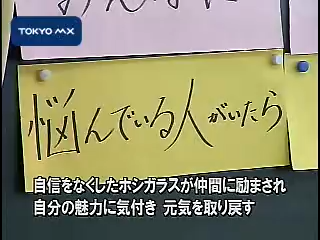 TOKYO MX
悩んでいる人がいたら
自信をなくしたホシガラスが仲間に励まされ
自分の魅力に気付き 元気を取り戻す